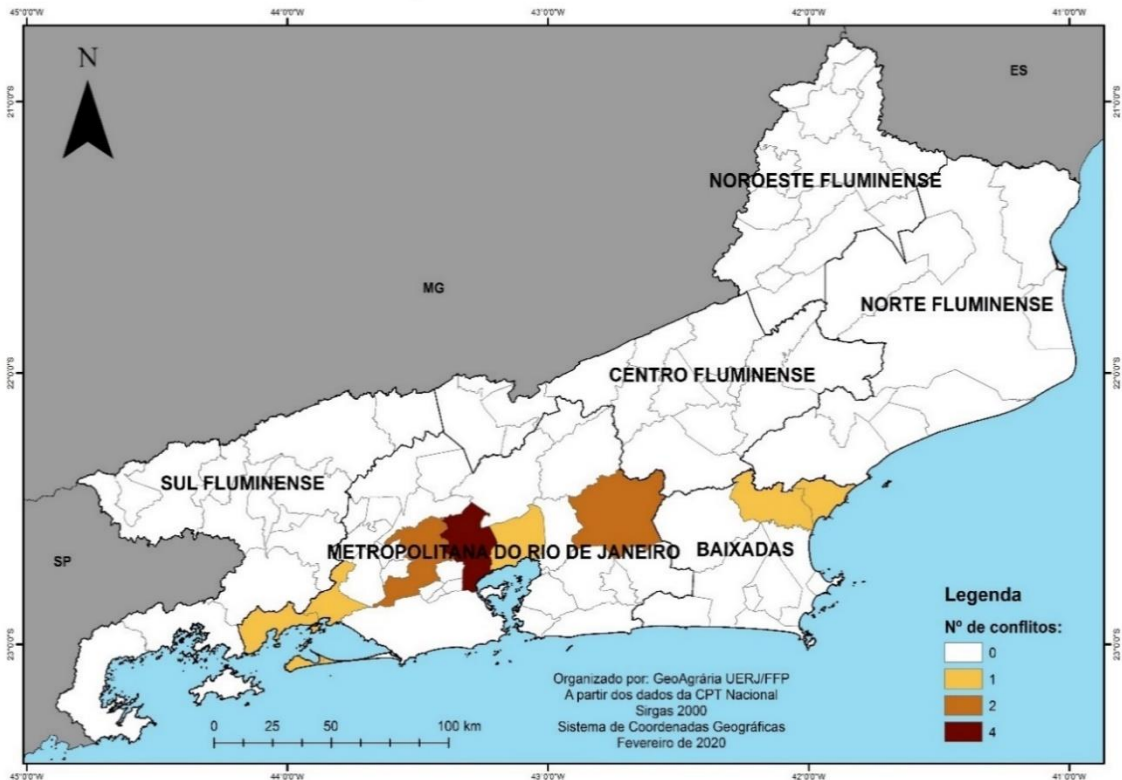 45°0'0"W
44°0'0"W
43°0'0"W
42°0'0"W
41°0'0"W
N
ES
21°0'0"S
21°0'0"S
NOROESTE FLUMINENSE
MG
NORTE FLUMINENSE
22°0'0"S
CENTRO FLUMINENSE
22°0'0"S
SUL FLUMINENSE
METROPOLITANA DO RIO DE JANEIRO
BAIXADAS
SP
Legenda
Nº de conflitos:
0
1
2
4
23°0'0"S
23°0'0"S
Organizado por: GeoAgrária UERJ/FFP
A partir dos dados da CPT Nacional
Sirgas 2000
Sistema de Coordenadas Geográficas
Fevereiro de 2020
0 25 50 100 km
45°0'0"W
44°0'0"W
43°0'0"W
42°0'0"W
41°0'0"W